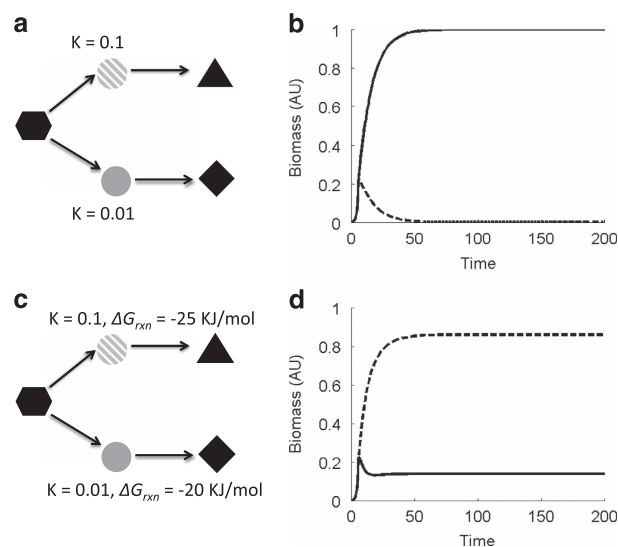 a
K = 0.1
K = 0.01
b
Biomass (AU)
1
0.8
0.6
0.4
0.2
0
0 50 100 150 200
Time
c
K = 0.1, ΔG_rxn = -25 KJ/mol
K = 0.01, ΔG_rxn = -20 KJ/mol
d
Biomass (AU)
1
0.8
0.6
0.4
0.2
0
0 50 100 150 200
Time